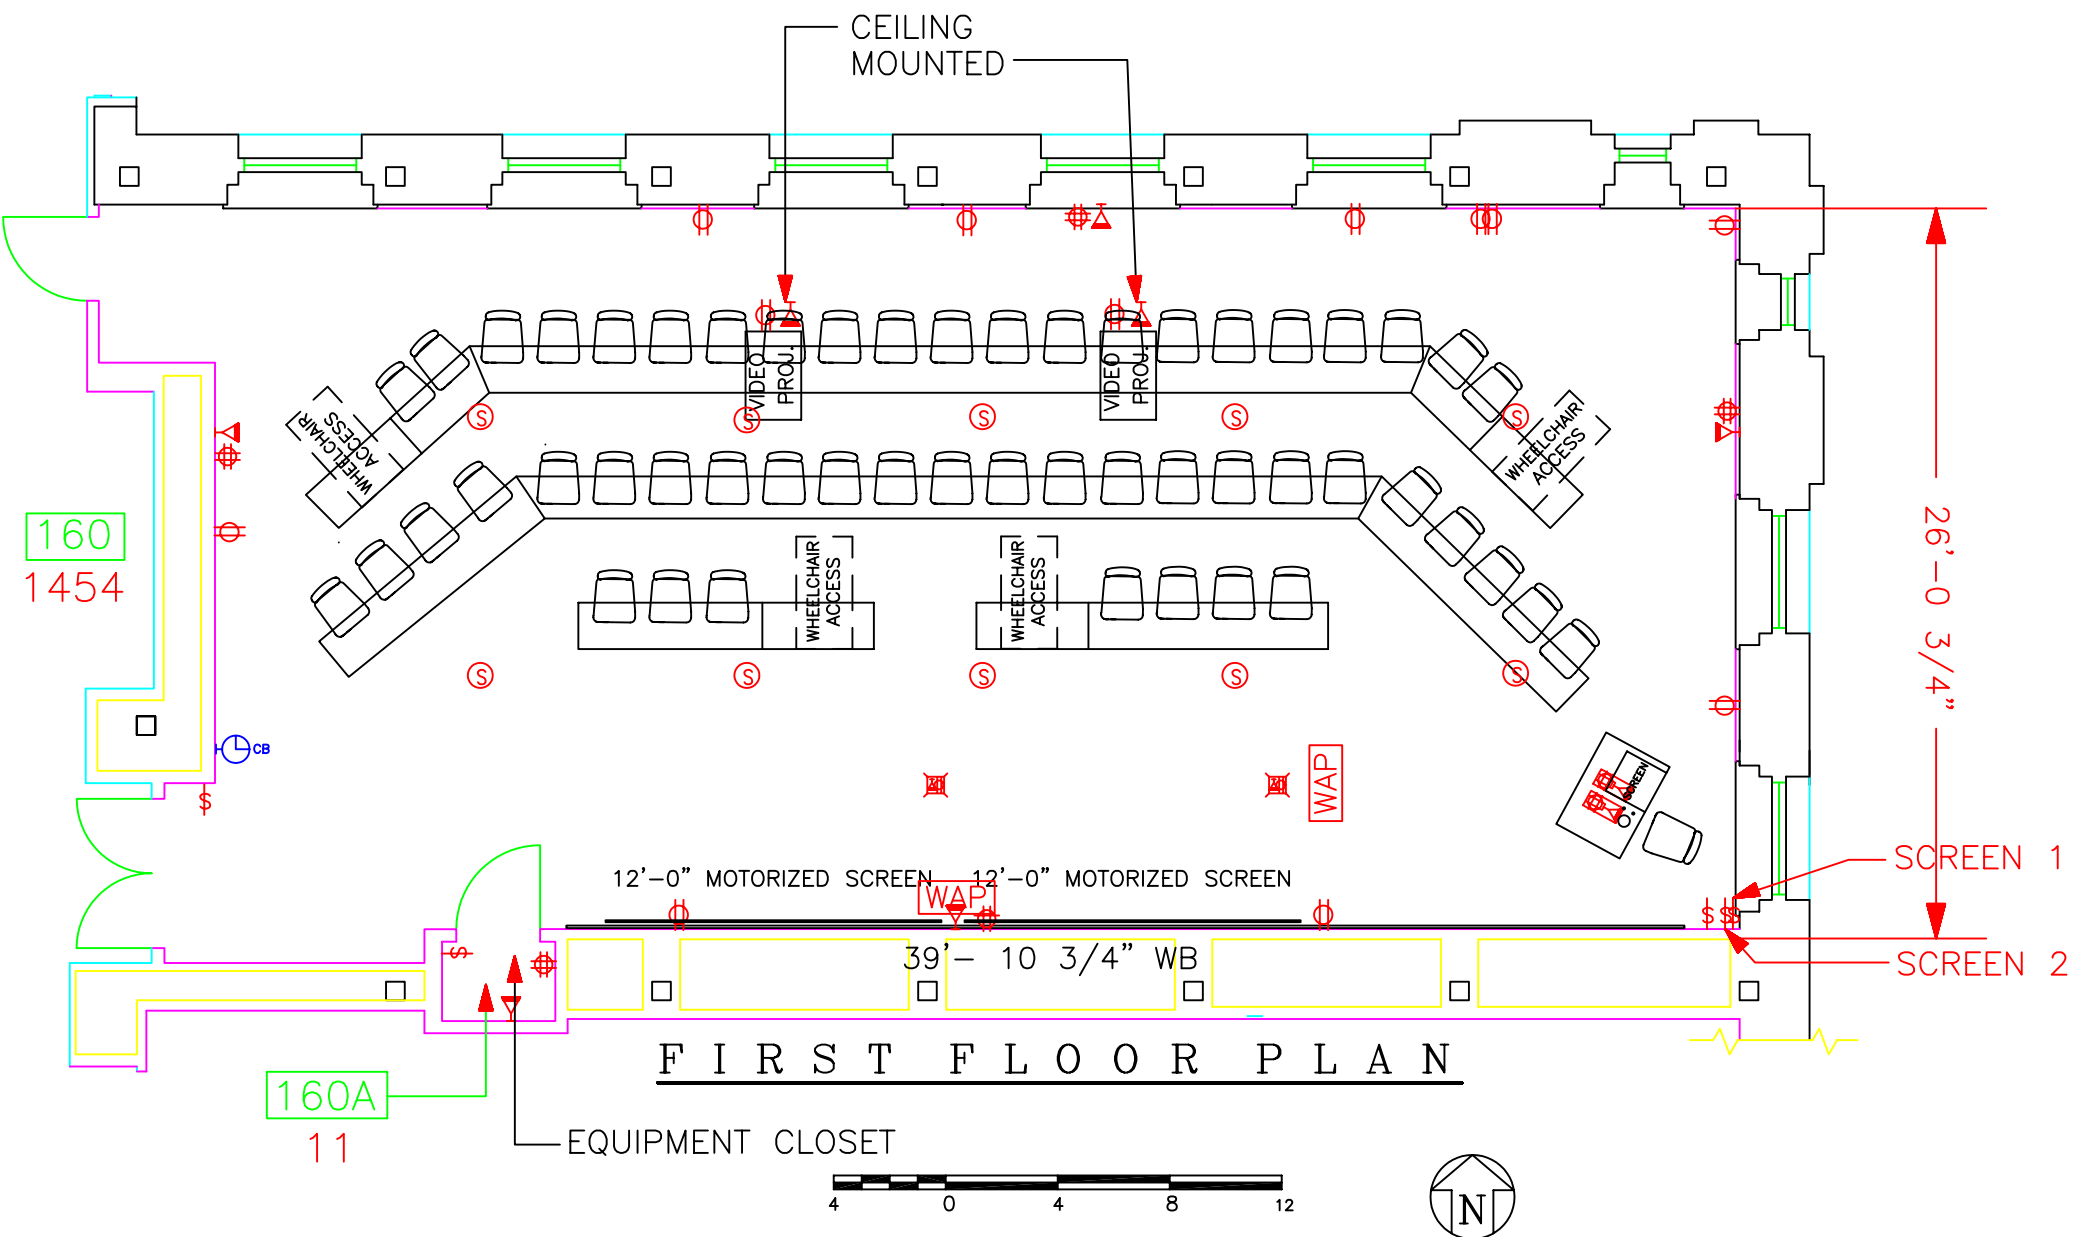 CEILING
MOUNTED
VIDEO
PROJ.
VIDEO
PROJ.
WHEELCHAIR
ACCESS
WHEELCHAIR
ACCESS
S
S
S
S
S
160
1454
WHEELCHAIR
ACCESS
WHEELCHAIR
ACCESS
26'-0 3/4"
S
S
S
S
S
CB
S
WAP
SCREEN
12'-0" MOTORIZED SCREEN
12'-0" MOTORIZED SCREEN
WAP
SCREEN 1
S S S
39'- 10 3/4" WB
SCREEN 2
S
FIRST FLOOR PLAN
160A
11
EQUIPMENT CLOSET
4 0 4 8 12
N